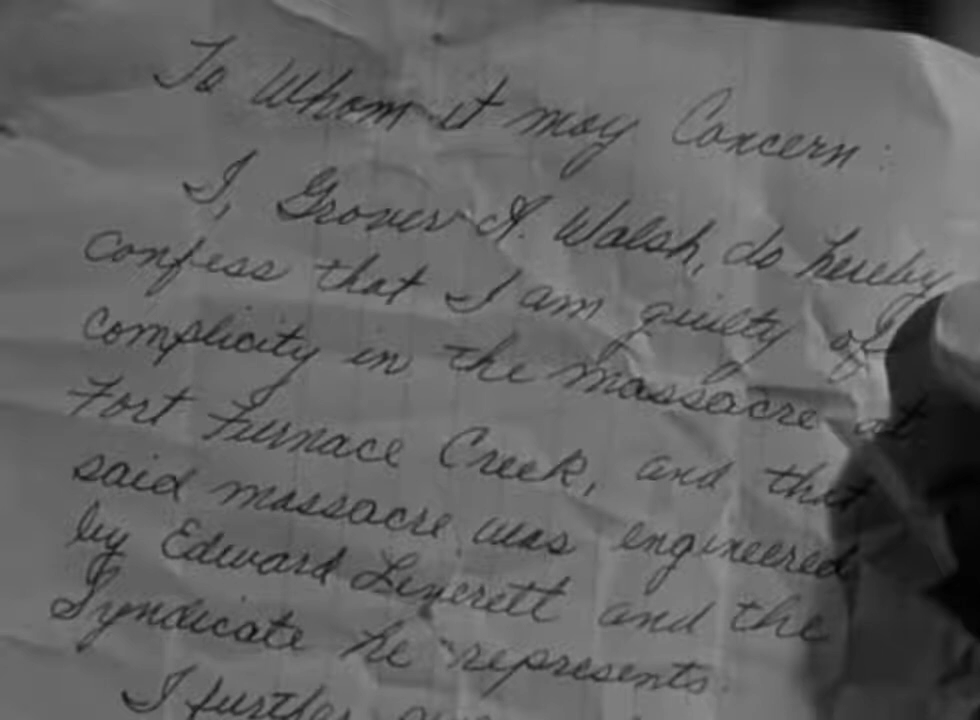 To Whom it may Concern:
I, Grover A. Walsh, do hereby
confess that I am guilty of
complicity in the massacre at
Fort Furnace Creek, and that
said massacre was engineered
by Edward Leverett and the
Syndicate he represents.
I further